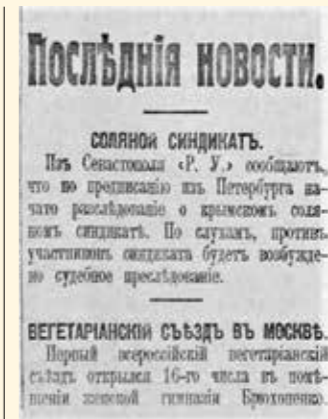 Послѣднія новости.
СОЛЯНОЙ СИНДИКАТЪ.
Изъ Севастополя «Р. У.» сообщаютъ,
что по предписанію изъ Петербурга на-
чато разслѣдованіе о крымскомъ соля-
номъ синдикатѣ. По слухамъ, противъ
участниковъ синдиката будетъ возбужде-
но судебное преслѣдованіе.
ВЕГЕТАРІАНСКІЙ СЪѢЗДЪ ВЪ МОСКВѢ.
Первый всероссійскій вегетаріанскій
съѣздъ открылся 16-го числа въ помѣ-
щеніи женской гимназіи Брюхоненко.